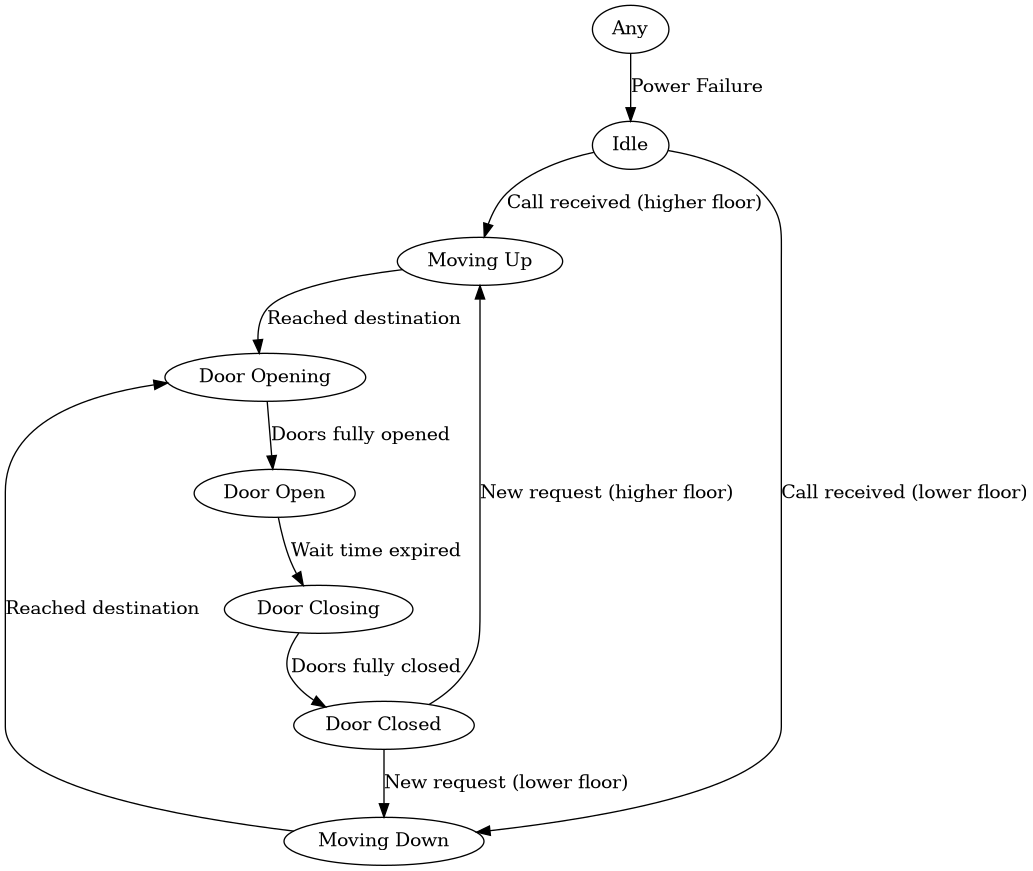 Any
Power Failure
Idle
Call received (higher floor)
Moving Up
Reached destination
Door Opening
Doors fully opened
Door Open
New request (higher floor)
Call received (lower floor)
Wait time expired
Door Closing
Reached destination
Doors fully closed
Door Closed
New request (lower floor)
Moving Down